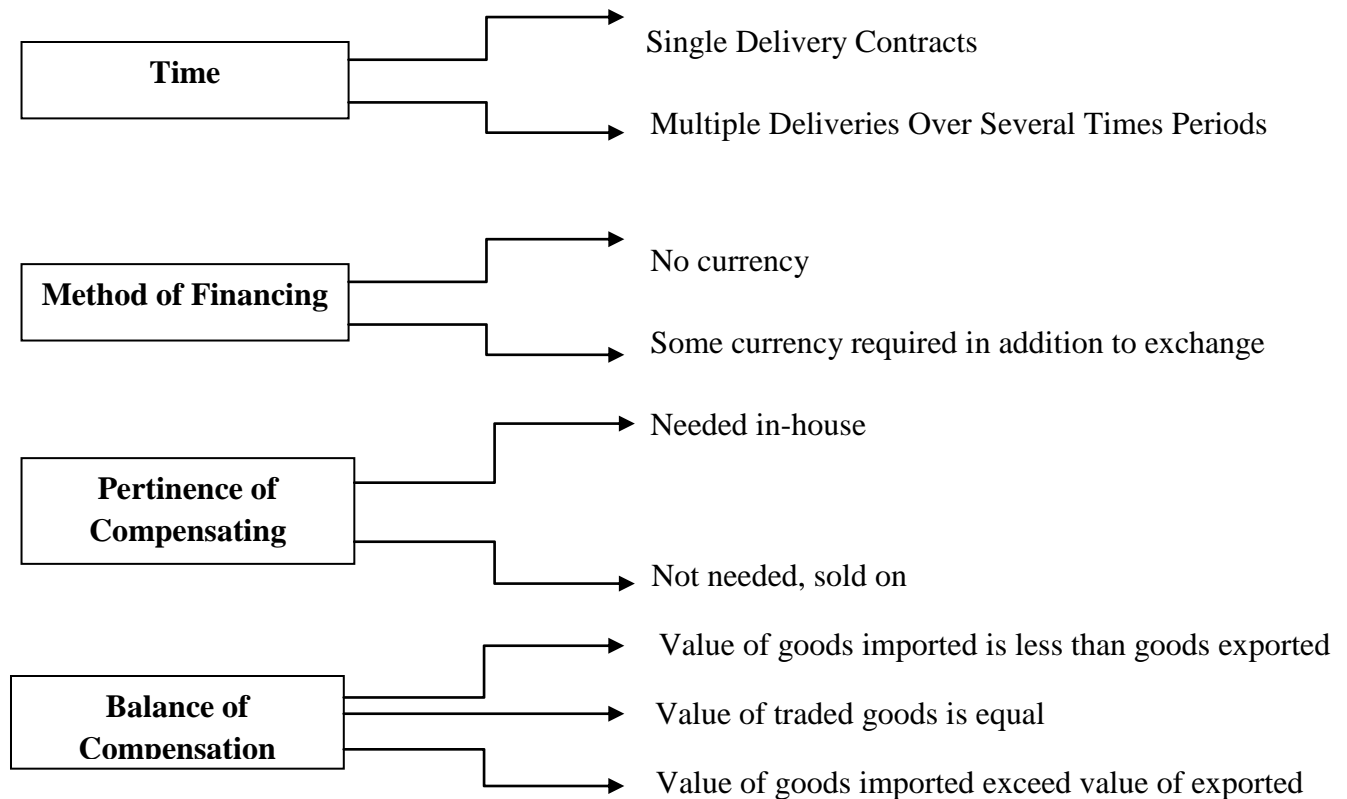 Single Delivery Contracts
Time
Multiple Deliveries Over Several Times Periods
No currency
Method of Financing
Some currency required in addition to exchange
Needed in-house
Pertinence of
Compensating
Not needed, sold on
Value of goods imported is less than goods exported
Balance of
Compensation
Value of traded goods is equal
Value of goods imported exceed value of exported